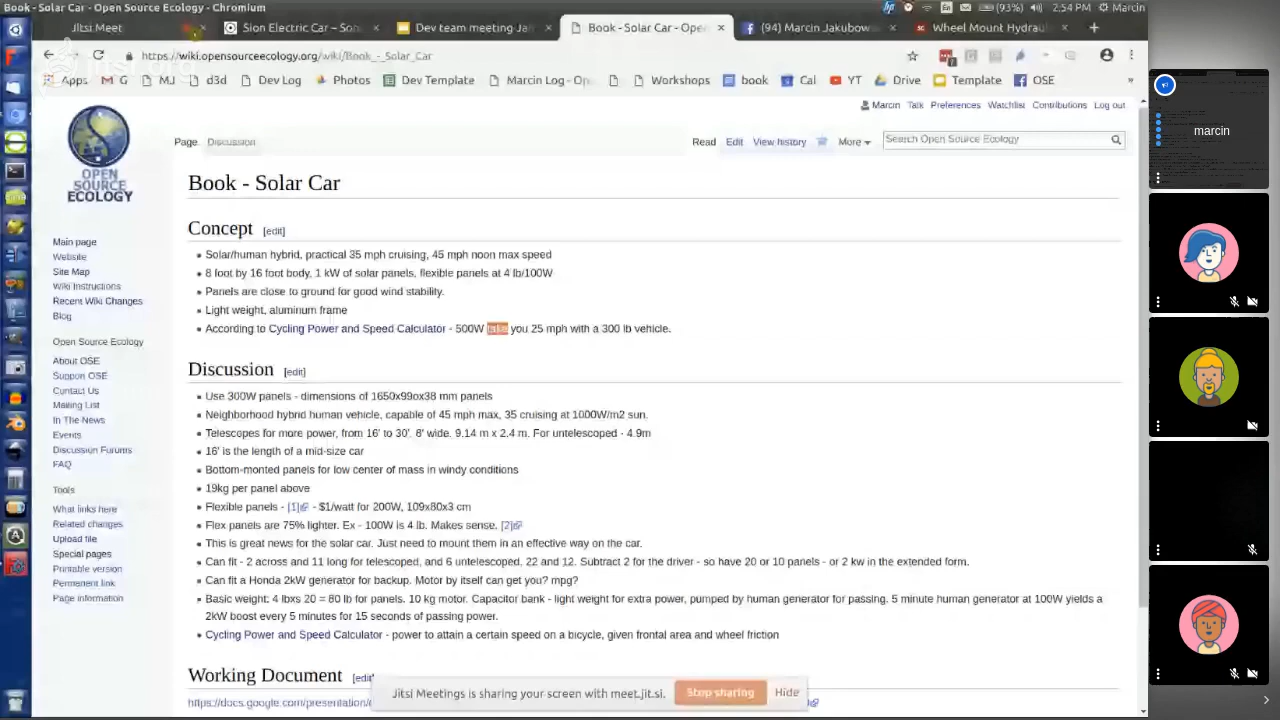 Book - Solar Car - Open Source Ecology - Chromium
(93%) 2:54 PM Marcin
Jitsi Meet
Sion Electric Car – So
Dev team meeting
Book - Solar Car - Ope
(94) Marcin Jakubow
West Mount Hydraul
https://wiki.opensourceecology.org/wiki/Book_-_Solar_Car
Apps
G
M
MJ
d3d
Dev Log
Photos
Dev Template
Marcin Log - Open
D
Workshops
book
Cal
YT
Drive
Template
OSE
Marcin Talk Preferences Watchlist Contributions Log out
Page Discussion
Read Edit View history More
Search Open Source Ecology
OPEN SOURCE ECOLOGY
Main page
Website
Site Map
Wiki Instructions
Recent Wiki Changes
Blog
Open Source Ecology
About OSE
Support OSE
Contact Us
Mailing List
In The News
Events
Discussion Forums
FAQ
Tools
What links here
Related changes
Upload file
Special pages
Printable version
Permanent link
Page information
Book - Solar Car
Concept [edit]
Solar/human hybrid, practical 35 mph cruising, 45 mph noon max speed
8 foot by 16 foot body, 1 kW of solar panels, flexible panels at 4 lb/100W
Panels are close to ground for good wind stability.
Light weight, aluminum frame
According to Cycling Power and Speed Calculator - 500W you 25 mph with a 300 lb vehicle.
Discussion [edit]
Use 300W panels - dimensions of 1650x99ox38 mm panels
Neighborhood hybrid human vehicle, capable of 45 mph max, 35 cruising at 1000W/m2 sun.
Telescopes for more power, from 16' to 30', 8' wide. 9.14 m x 2.4 m. For untelescoped - 4.9m
16' is the length of a mid-size car
Bottom-monted panels for low center of mass in windy conditions
19kg per panel above
Flexible panels - [1] - $1/watt for 200W, 109x80x3 cm
Flex panels are 75% lighter. Ex - 100W is 4 lb. Makes sense. [2]
This is great news for the solar car. Just need to mount them in an effective way on the car.
Can fit - 2 across and 11 long for telescoped, and 6 untelescoped, 22 and 12. Subtract 2 for the driver - so have 20 or 10 panels - or 2 kw in the extended form.
Can fit a Honda 2kW generator for backup. Motor by itself can get you? mpg?
Basic weight: 4 lbxs 20 = 80 lb for panels. 10 kg motor. Capacitor bank - light weight for extra power, pumped by human generator for passing. 5 minute human generator at 100W yields a
2kW boost every 5 minutes for 15 seconds of passing power.
Cycling Power and Speed Calculator - power to attain a certain speed on a bicycle, given frontal area and wheel friction
Working Document [edit]
https://docs.google.com/presentation/
Jitsi Meetings is sharing your screen with meet.jit.si.
Stop sharing
Hide
marcin